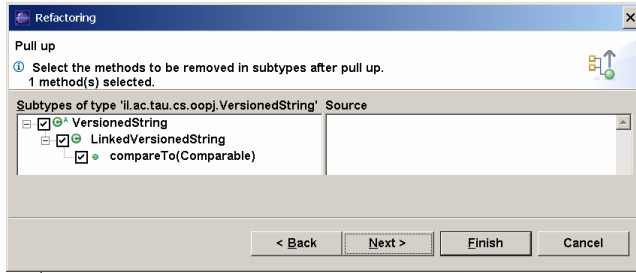 Refactoring
Pull up
Select the methods to be removed in subtypes after pull up.
1 method(s) selected.
Subtypes of type 'il.ac.tau.cs.oopj.VersionedString' Source
VersionedString
LinkedVersionedString
compareTo(Comparable)
< Back Next > Finish Cancel